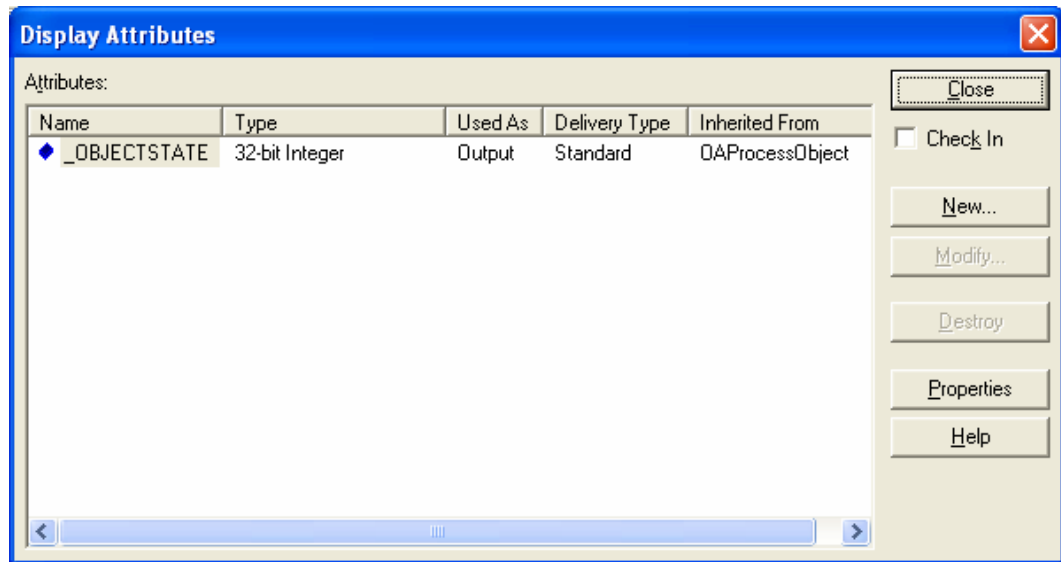 Display Attributes
Attributes:
Close
Name Type Used As Delivery Type Inherited From
Check In
_OBJECTSTATE 32-bit Integer Output Standard OAProcessObject
New...
Modify...
Destroy
Properties
Help